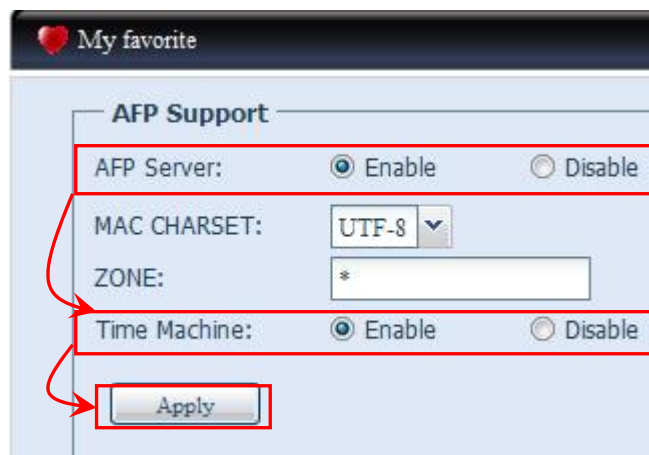 My favorite
AFP Support
AFP Server: Enable Disable
MAC CHARSET: UTF-8
ZONE: *
Time Machine: Enable Disable
Apply